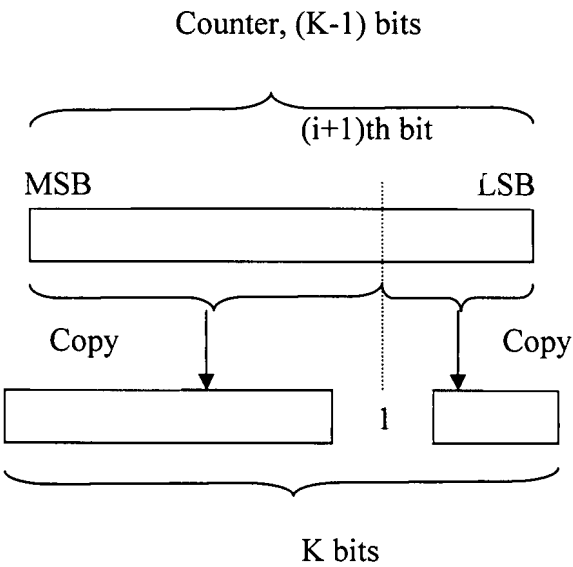 Counter, (K-1) bits
(i+1)th bit
MSB LSB
Copy Copy
1
K bits